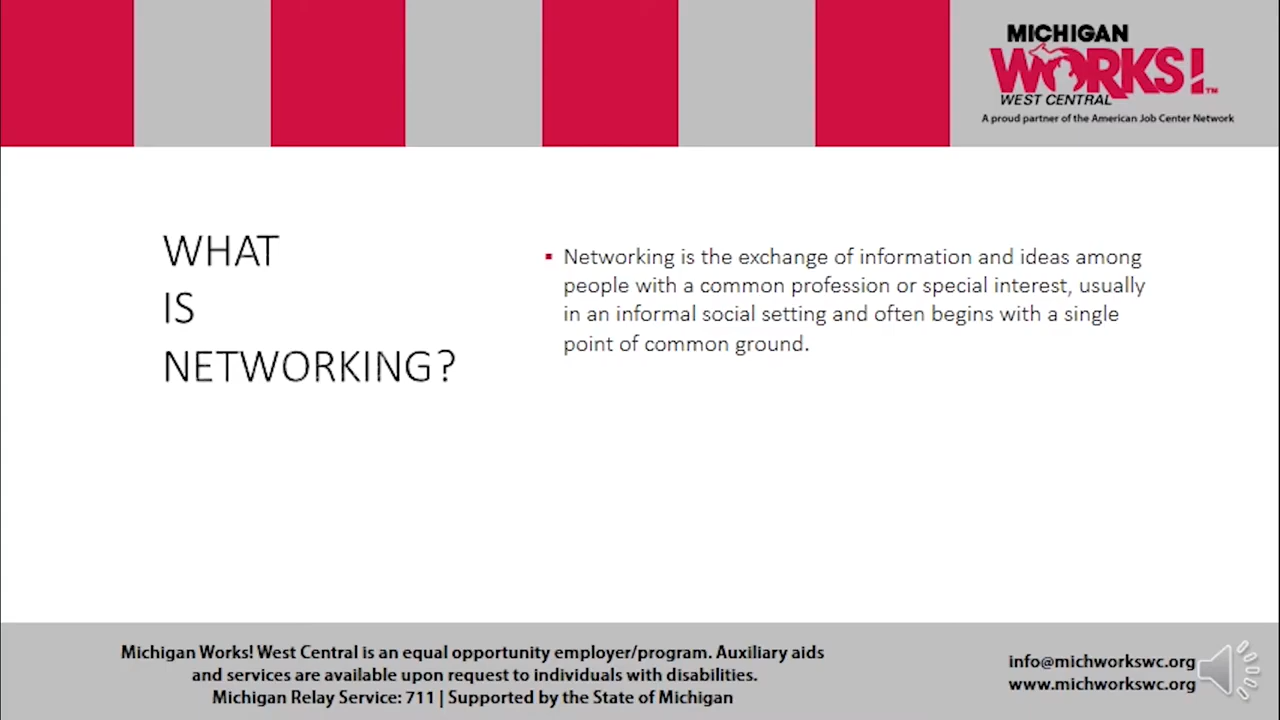 MICHIGAN
WORKS!™
WEST CENTRAL
A proud partner of the American Job Center Network
WHAT
IS
NETWORKING?
▪ Networking is the exchange of information and ideas among
people with a common profession or special interest, usually
in an informal social setting and often begins with a single
point of common ground.
Michigan Works! West Central is an equal opportunity employer/program. Auxiliary aids
and services are available upon request to individuals with disabilities.
Michigan Relay Service: 711 | Supported by the State of Michigan
info@michworkswc.org
www.michworkswc.org